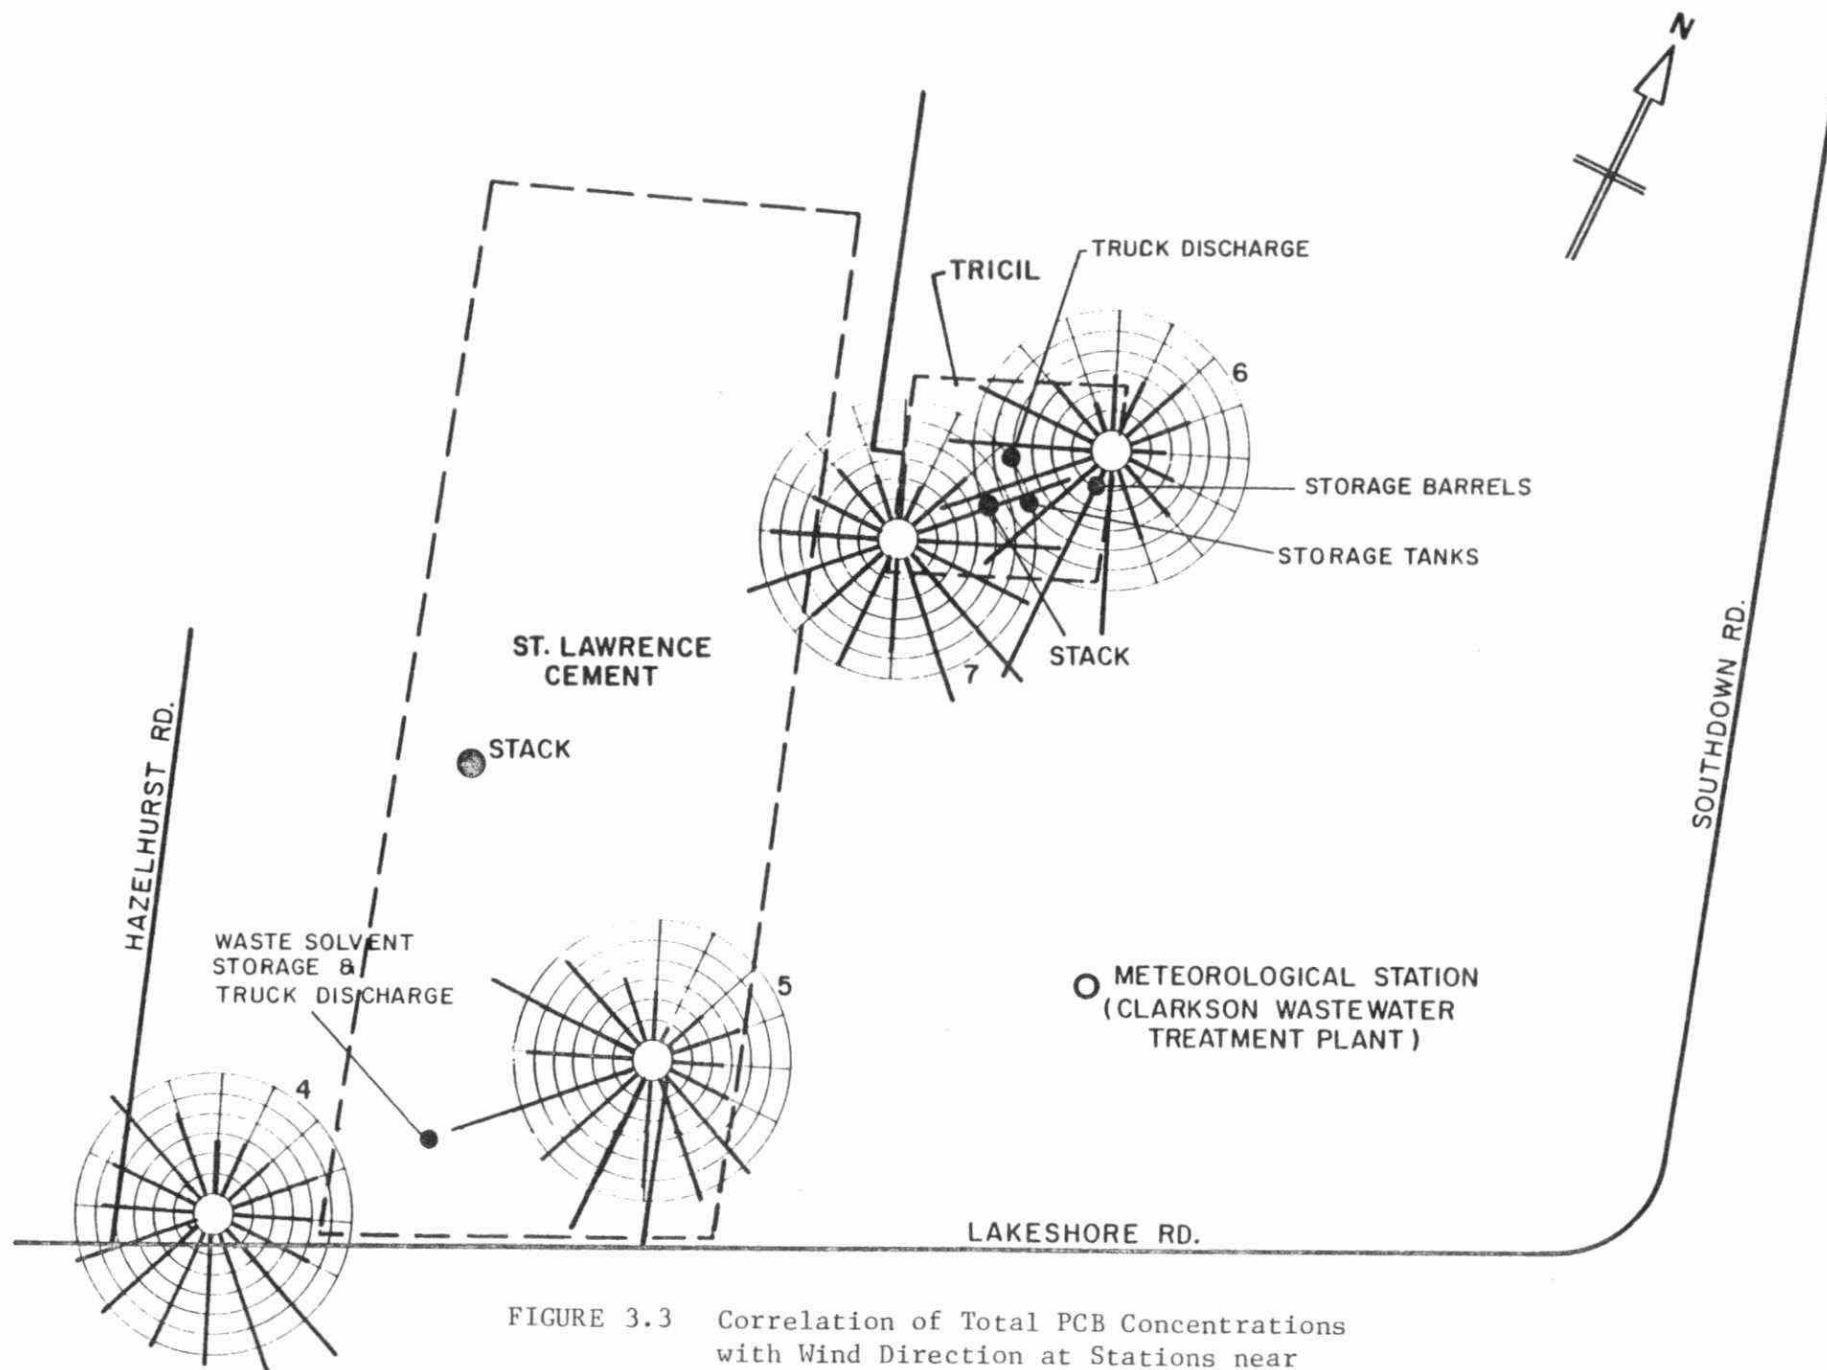 N
TRUCK DISCHARGE
TRICIL
6
STORAGE BARRELS
STORAGE TANKS
ST. LAWRENCE
CEMENT
STACK
7
STACK
HAZELHURST RD.
SOUTHDOWN RD.
WASTE SOLVENT
STORAGE &
TRUCK DISCHARGE
5
METEOROLOGICAL STATION
(CLARKSON WASTEWATER
TREATMENT PLANT)
4
LAKESHORE RD.
FIGURE 3.3 Correlation of Total PCB Concentrations
with Wind Direction at Stations near